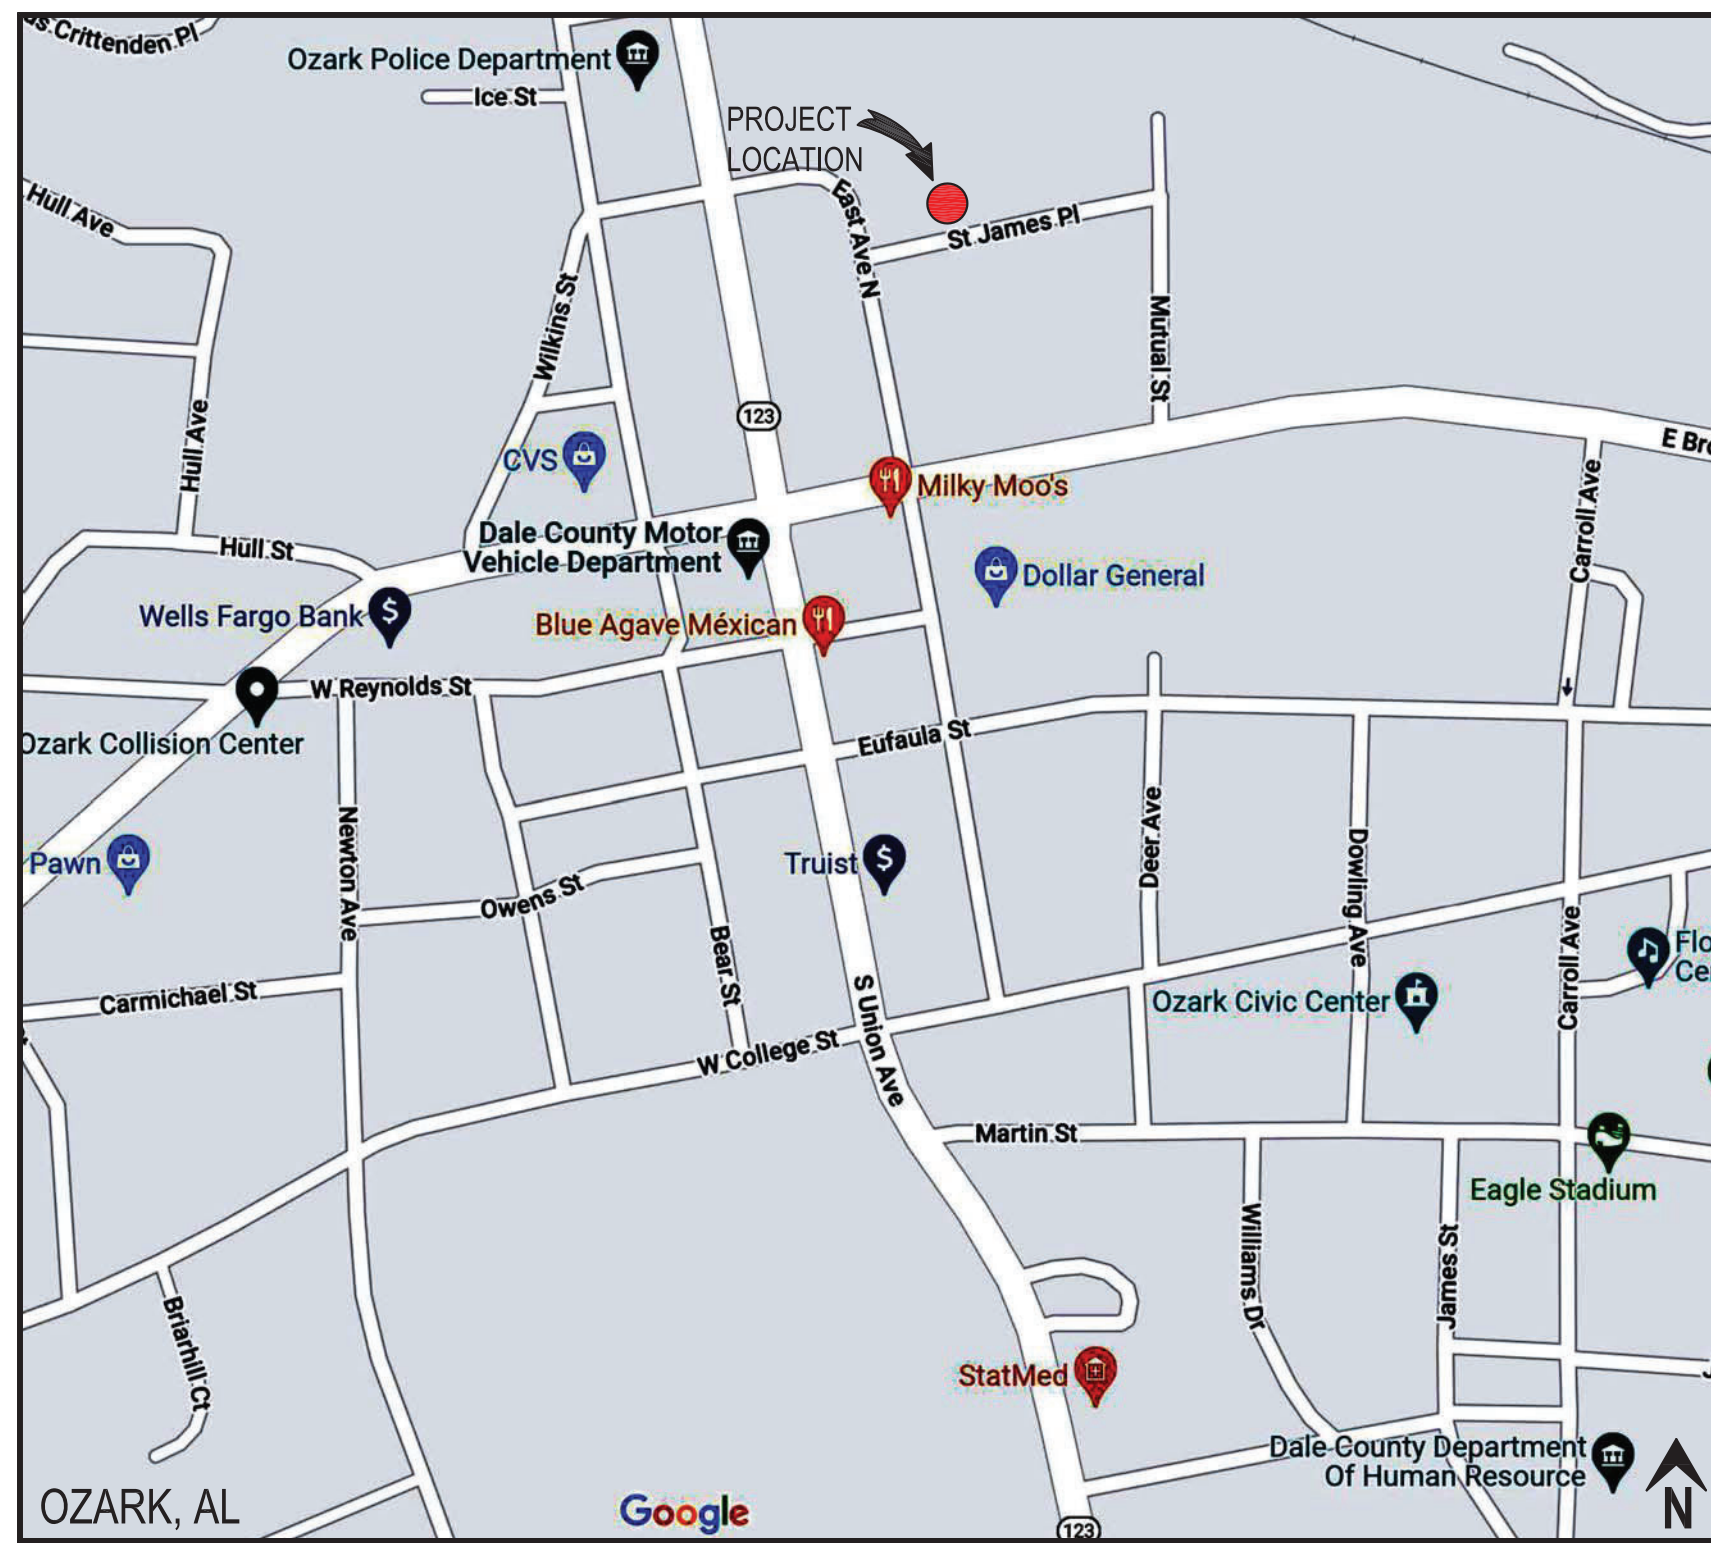 Crittenden Pl
Ozark Police Department
Ice St
PROJECT
LOCATION
Hull Ave
East Ave N
St James Pl
Wilkins St
Mutual St
123
Hull Ave
CVS
E Bro
Milky Moo's
Carroll Ave
Dale County Motor
Vehicle Department
Hull St
Dollar General
Wells Fargo Bank
Blue Agave Méxican
W Reynolds St
Ozark Collision Center
Eufaula St
Newton Ave
Deer Ave
Dowling Ave
Pawn
Truist
Owens St
Bear St
Carroll Ave
Flo
Ce
Carmichael St
S Union Ave
Ozark Civic Center
W College St
Martin St
Eagle Stadium
Williams Dr
James St
Briarhill Ct
StatMed
Dale County Department
Of Human Resource
OZARK, AL
Google
123
N